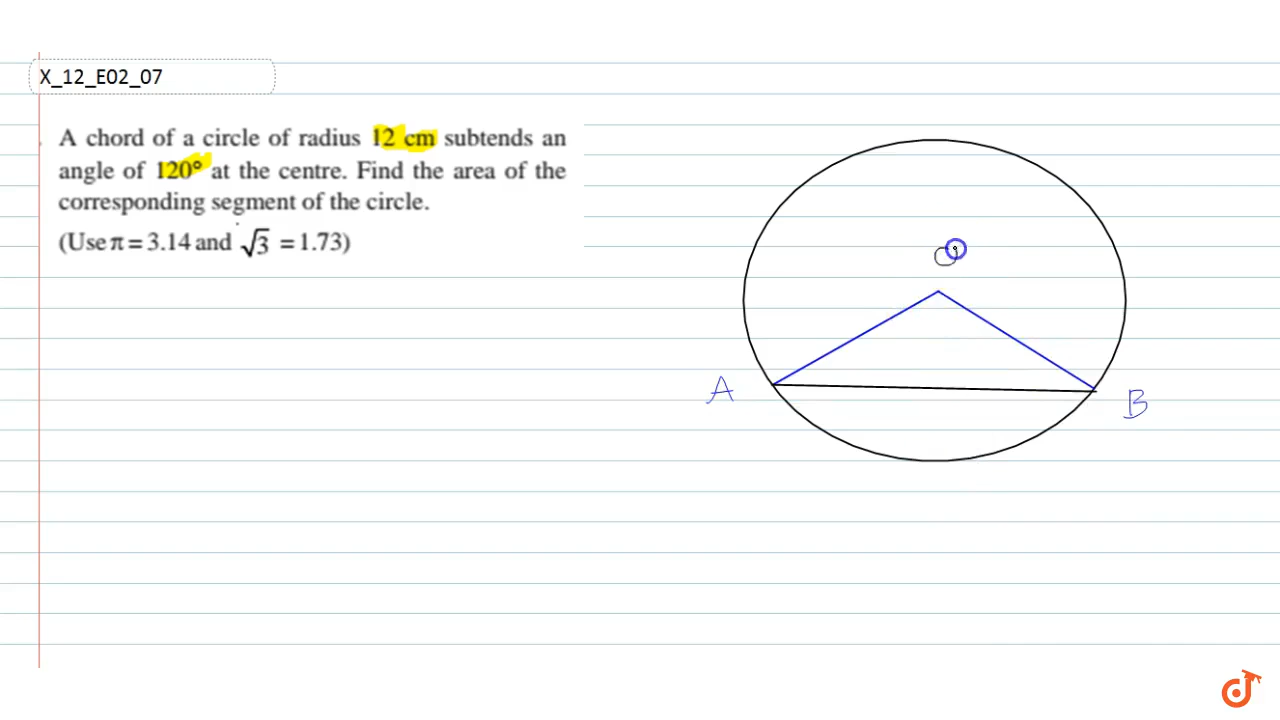 X_12_E02_07
A chord of a circle of radius 12 cm subtends an
angle of 120° at the centre. Find the area of the
corresponding segment of the circle.
(Use π = 3.14 and √3 = 1.73)
O
A
B